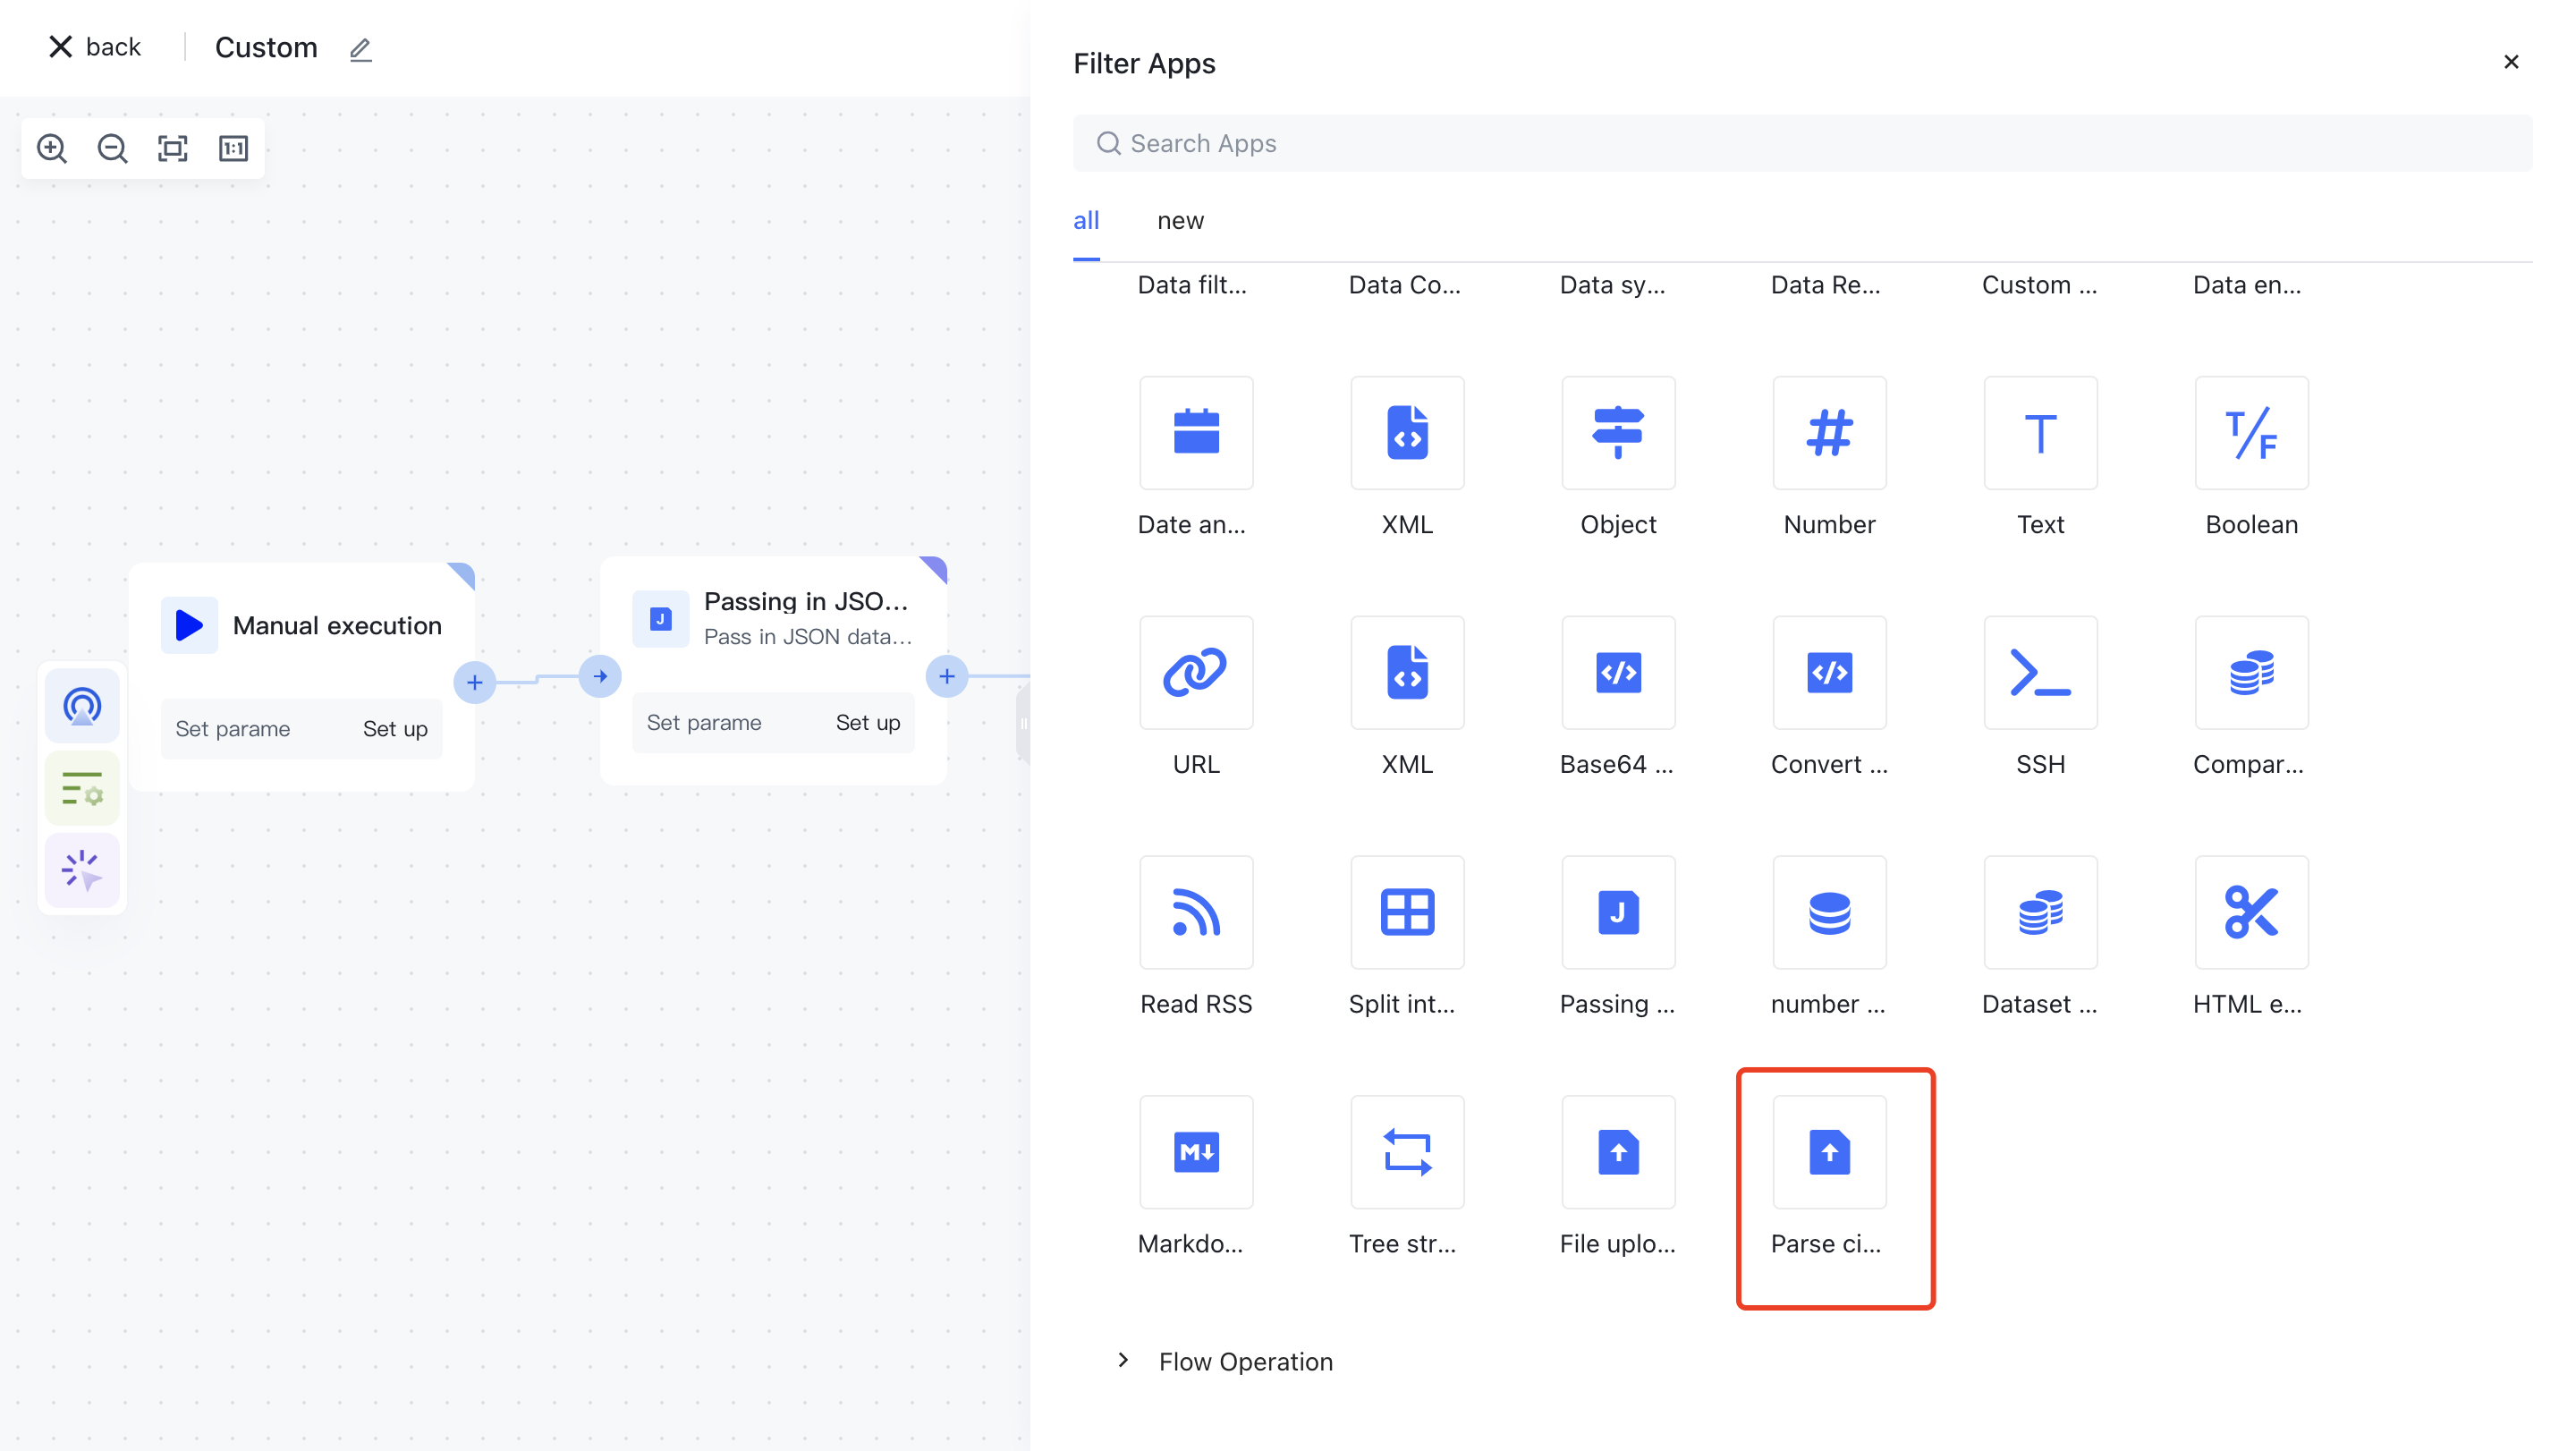 back
Custom
Filter Apps
Search Apps
all
new
1:1
Data filt...
Data Co...
Data sy...
Data Re...
Custom ...
Data en...
T
T/F
Date an...
XML
Object
Number
Text
Boolean
Manual execution
Set parame
Set up
J
Passing in JSO...
Pass in JSON data...
Set parame
Set up
URL
XML
Base64 ...
Convert ...
SSH
Compar...
J
Read RSS
Split int...
Passing ...
number ...
Dataset ...
HTML e...
M
Markdo...
Tree str...
File uplo...
Parse ci...
Flow Operation